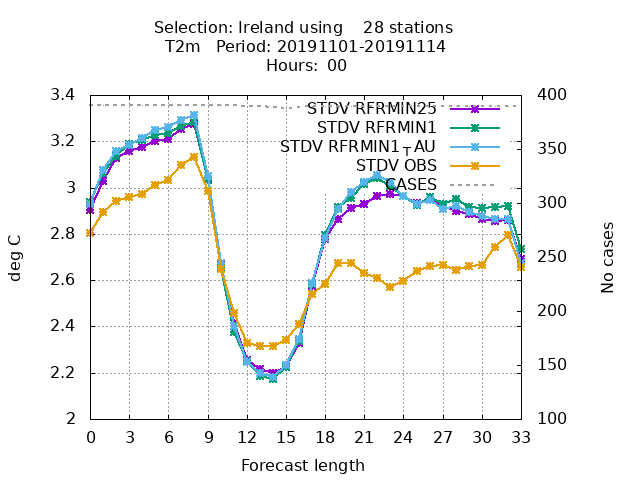 Selection: Ireland using    28 stations
T2m   Period: 20191101-20191114
Hours:  00
3.4
3.2
3
2.8
2.6
2.4
2.2
2
deg C
400
350
300
250
200
150
100
No cases
STDV RFRMIN25
STDV RFRMIN1
STDV RFRMIN1┬AU
STDV OBS
CASES
0 3 6 9 12 15 18 21 24 27 30 33
Forecast length